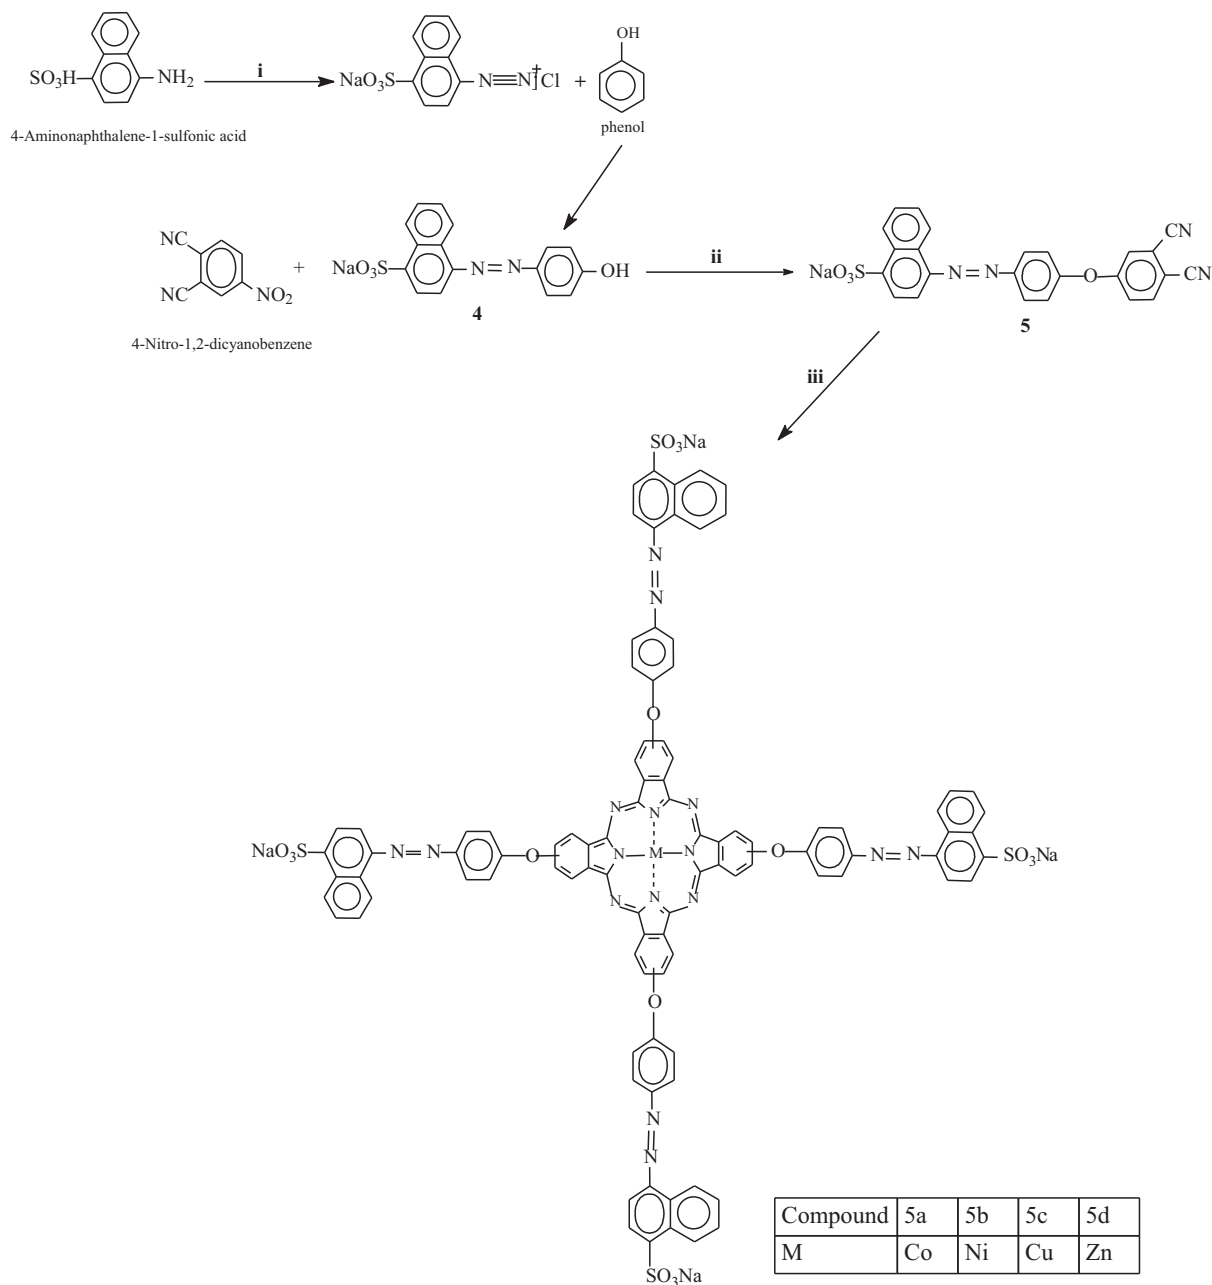 OH
SO₃H
NH₂
i
NaO₃S
N≡N]⁺Cl
+
4-Aminonaphthalene-1-sulfonic acid
phenol
NC
NC
NO₂
+
NaO₃S
N=N
OH
ii
NaO₃S
N=N
O
CN
CN
4
5
4-Nitro-1,2-dicyanobenzene
iii
SO₃Na
N
N
O
N
N
N
NaO₃S
N=N
O
N
M
N
O
N=N
SO₃Na
N
N
N
O
N
N
SO₃Na
Compound 5a 5b 5c 5d
M Co Ni Cu Zn